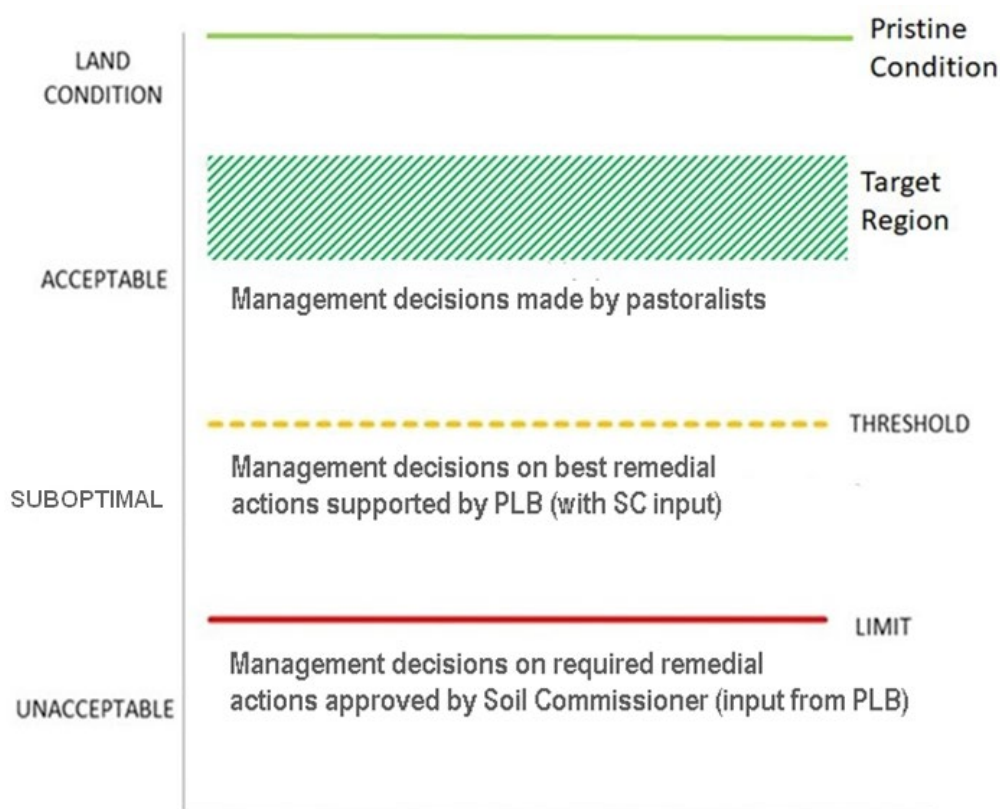 Pristine
Condition
LAND
CONDITION
Target
Region
ACCEPTABLE
Management decisions made by pastoralists
THRESHOLD
Management decisions on best remedial
actions supported by PLB (with SC input)
SUBOPTIMAL
LIMIT
Management decisions on required remedial
actions approved by Soil Commissioner (input from PLB)
UNACCEPTABLE